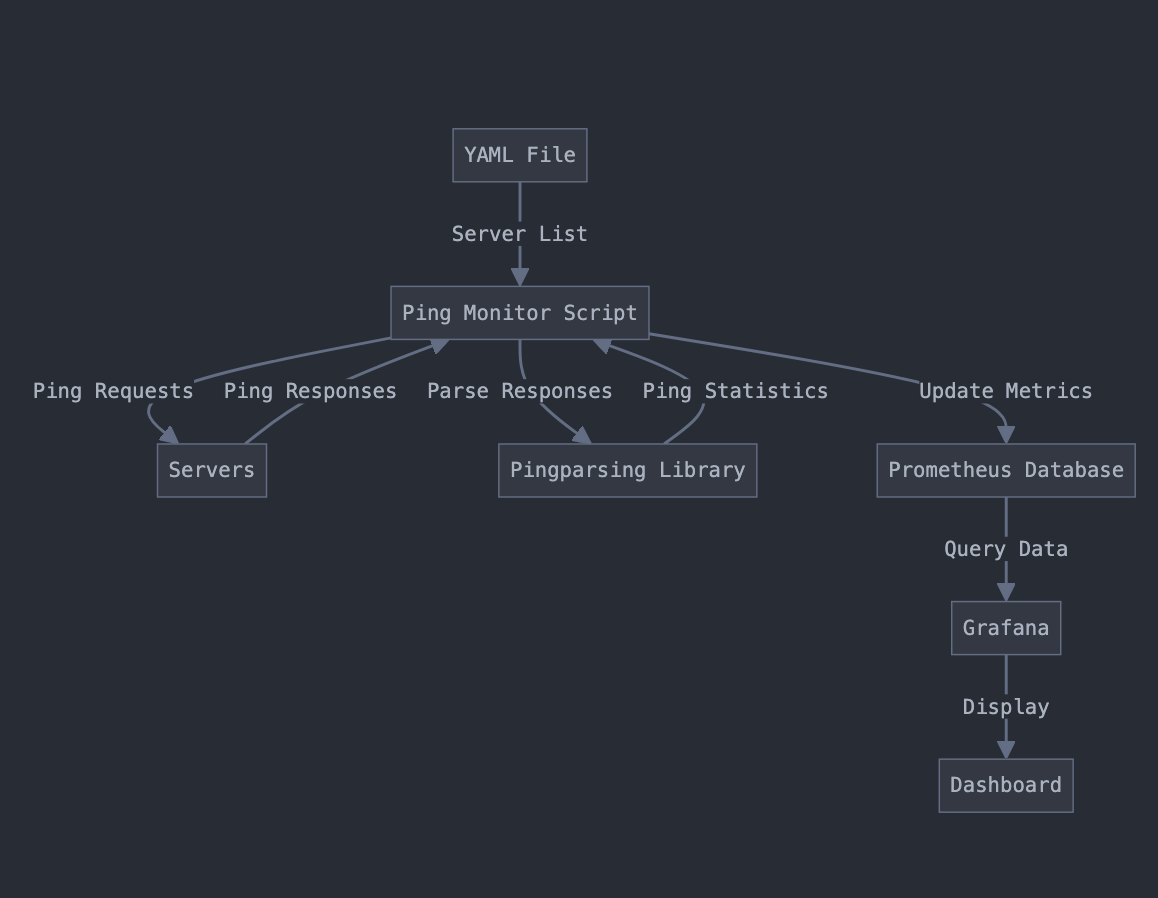 YAML File
Server List
Ping Monitor Script
Ping Requests
Ping Responses
Parse Responses
Ping Statistics
Update Metrics
Servers
Pingparsing Library
Prometheus Database
Query Data
Grafana
Display
Dashboard